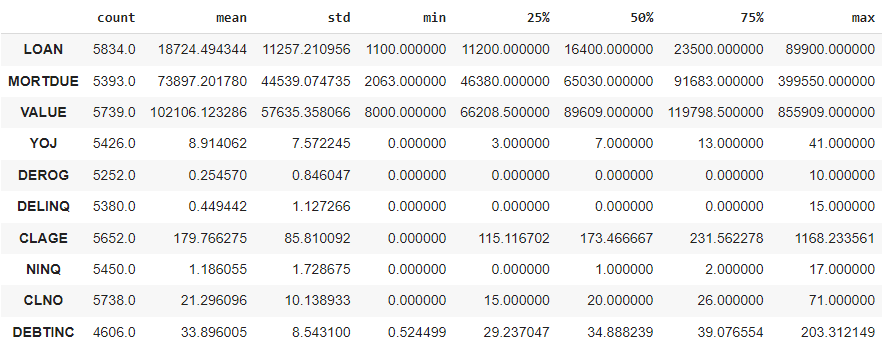 count mean std min 25% 50% 75% max
LOAN 5834.0 18724.494344 11257.210956 1100.000000 11200.000000 16400.000000 23500.000000 89900.000000
MORTDUE 5393.0 73897.201780 44539.074735 2063.000000 46380.000000 65030.000000 91683.000000 399550.000000
VALUE 5739.0 102106.123286 57635.358066 8000.000000 66208.500000 89609.000000 119798.500000 855909.000000
YOJ 5426.0 8.914062 7.572245 0.000000 3.000000 7.000000 13.000000 41.000000
DEROG 5252.0 0.254570 0.846047 0.000000 0.000000 0.000000 0.000000 10.000000
DELINQ 5380.0 0.449442 1.127266 0.000000 0.000000 0.000000 0.000000 15.000000
CLAGE 5652.0 179.766275 85.810092 0.000000 115.116702 173.466667 231.562278 1168.233561
NINQ 5450.0 1.186055 1.728675 0.000000 0.000000 1.000000 2.000000 17.000000
CLNO 5738.0 21.296096 10.138933 0.000000 15.000000 20.000000 26.000000 71.000000
DEBTINC 4606.0 33.896005 8.543100 0.524499 29.237047 34.888239 39.076554 203.312149